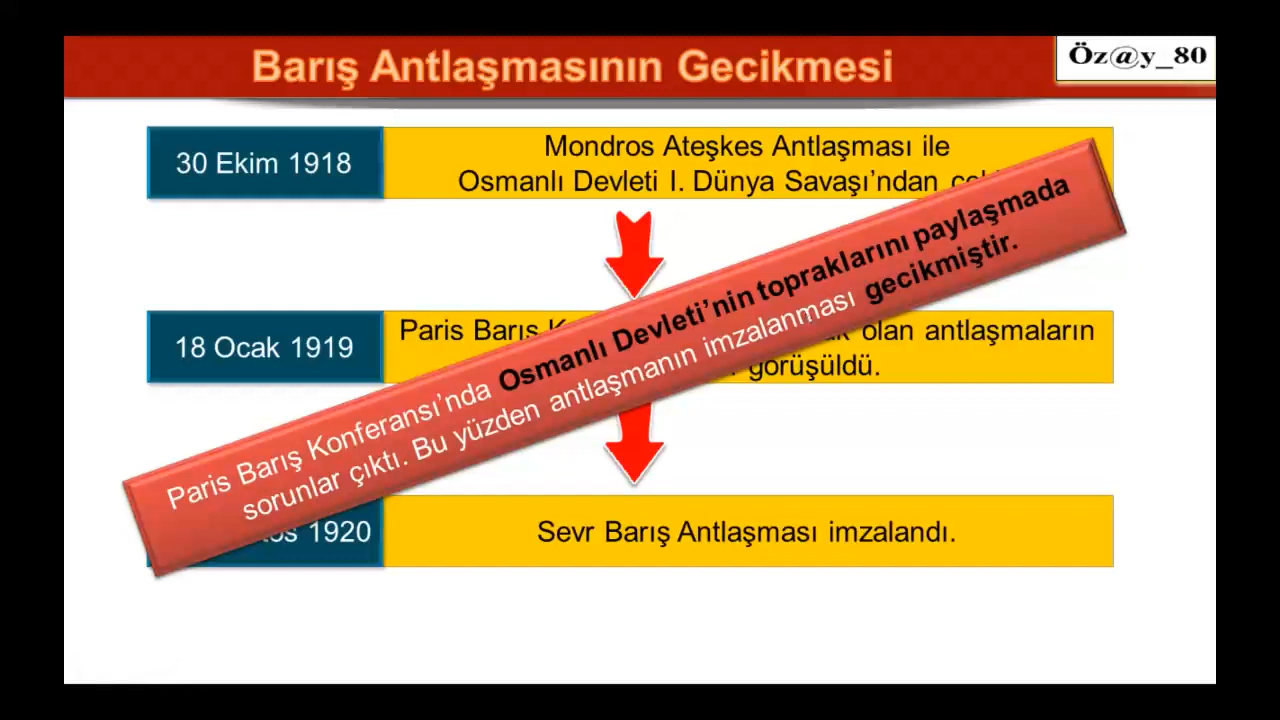 Barış Antlaşmasının Gecikmesi
Öz@y_80
30 Ekim 1918
Mondros Ateşkes Antlaşması ile
Osmanlı Devleti I. Dünya Savaşı’ndan
18 Ocak 1919
Paris Barış olan antlaşmaların
görüşüldü.
Paris Barış Konferansı’nda Osmanlı Devleti’nin topraklarını paylaşmada
sorunlar çıktı. Bu yüzden antlaşmanın imzalanması gecikmiştir.
1920
Sevr Barış Antlaşması imzalandı.